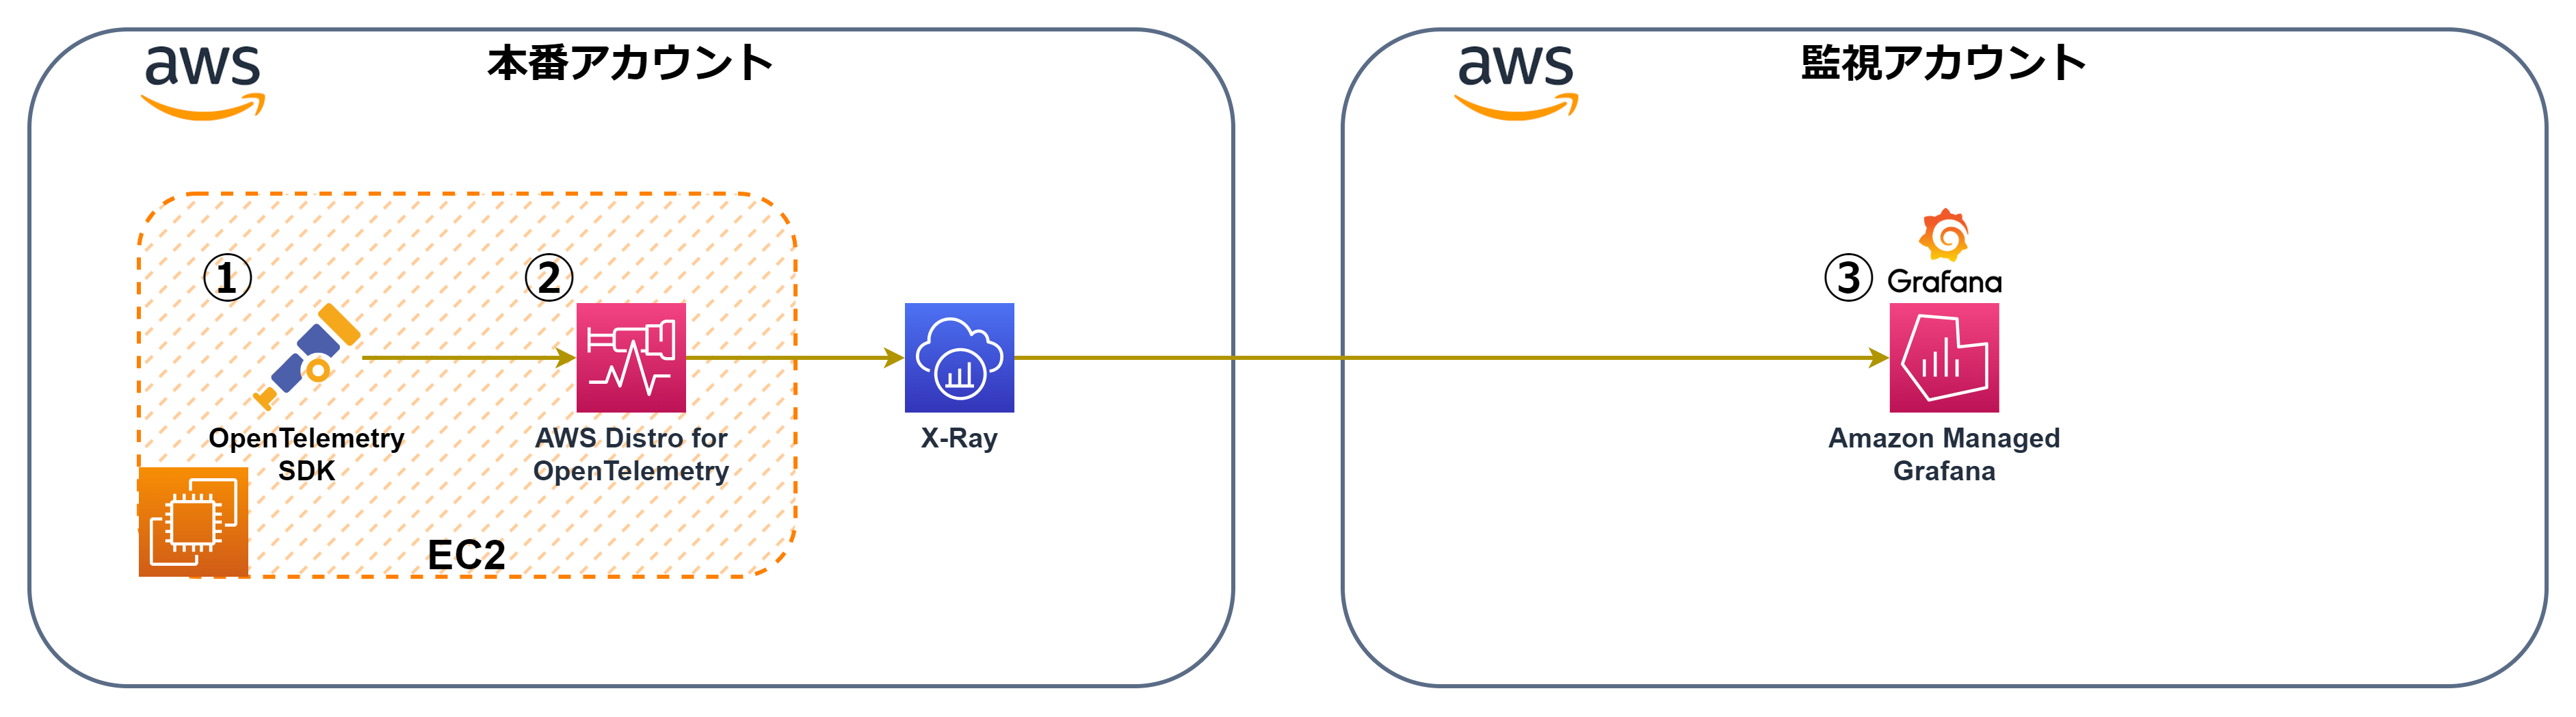 aws
本番アカウント
aws
監視アカウント
①
②
③
Grafana
OpenTelemetry
SDK
AWS Distro for
OpenTelemetry
X-Ray
Amazon Managed
Grafana
EC2